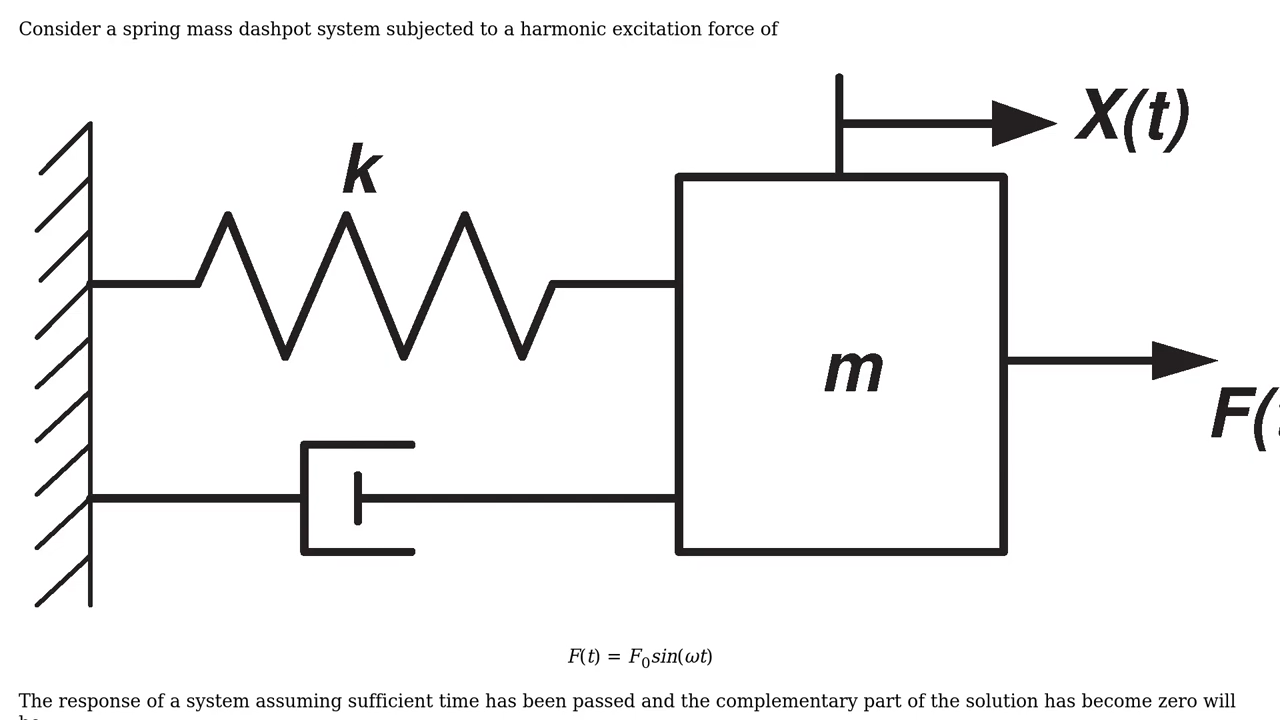 Consider a spring mass dashpot system subjected to a harmonic excitation force of
X(t)
k
m
F(
F(t) = F₀sin(ωt)
The response of a system assuming sufficient time has been passed and the complementary part of the solution has become zero will